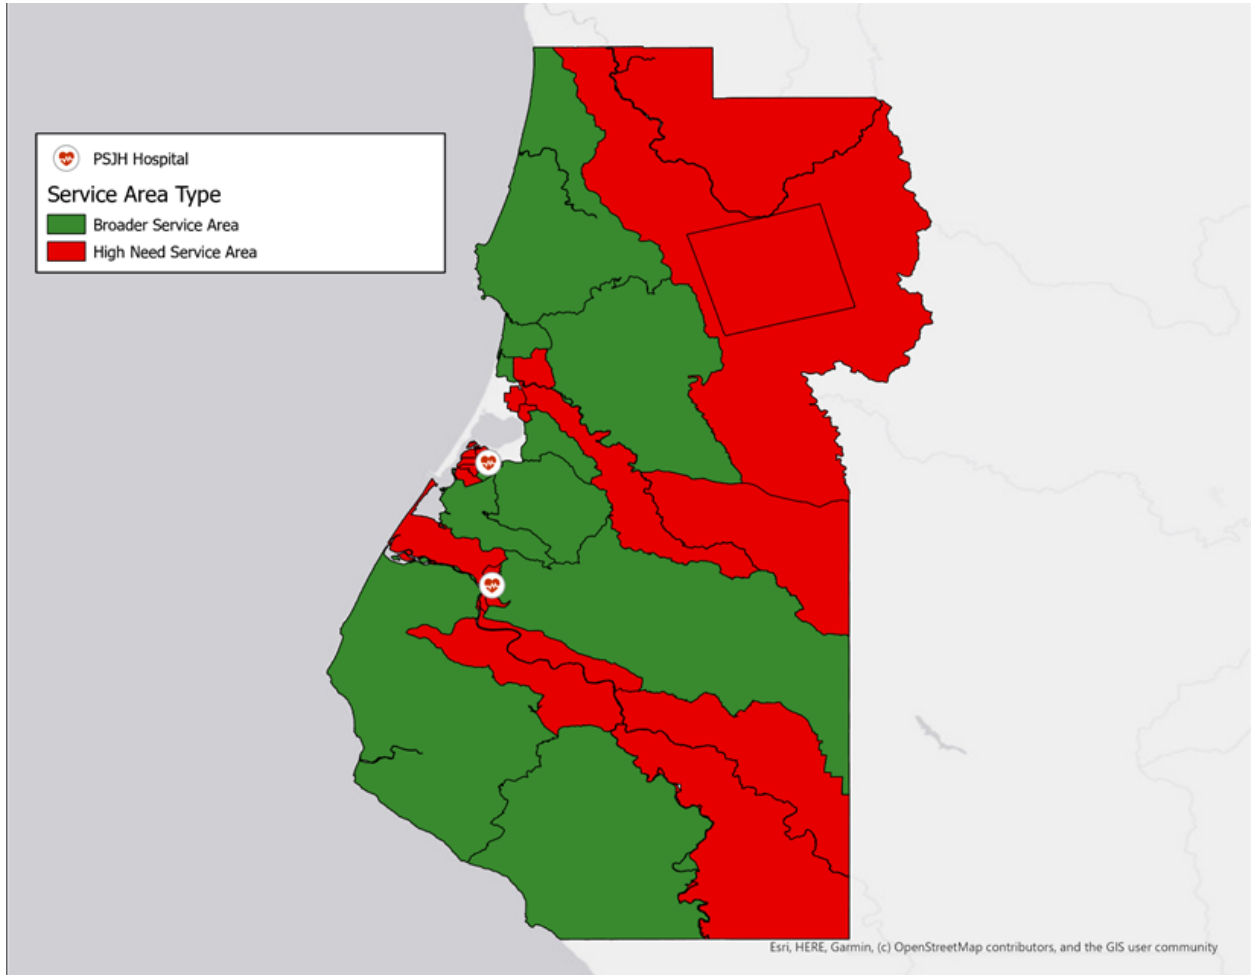 PSJH Hospital
Service Area Type
Broader Service Area
High Need Service Area
Esri, HERE, Garmin, (c) OpenStreetMap contributors, and the GIS user community